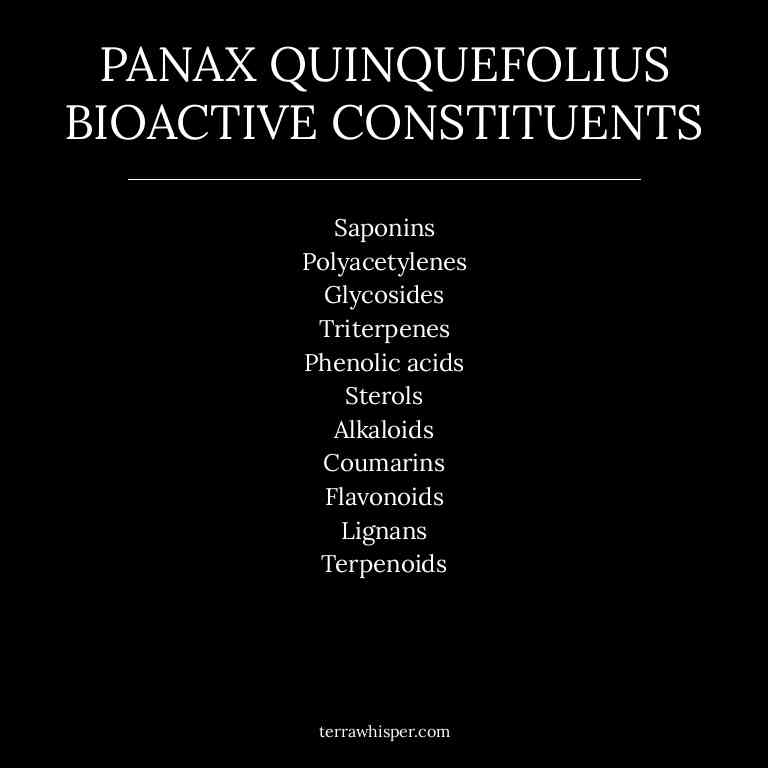 PANAX QUINQUEFOLIUS
BIOACTIVE CONSTITUENTS
Saponins
Polyacetylenes
Glycosides
Triterpenes
Phenolic acids
Sterols
Alkaloids
Coumarins
Flavonoids
Lignans
Terpenoids
terrawhisper.com